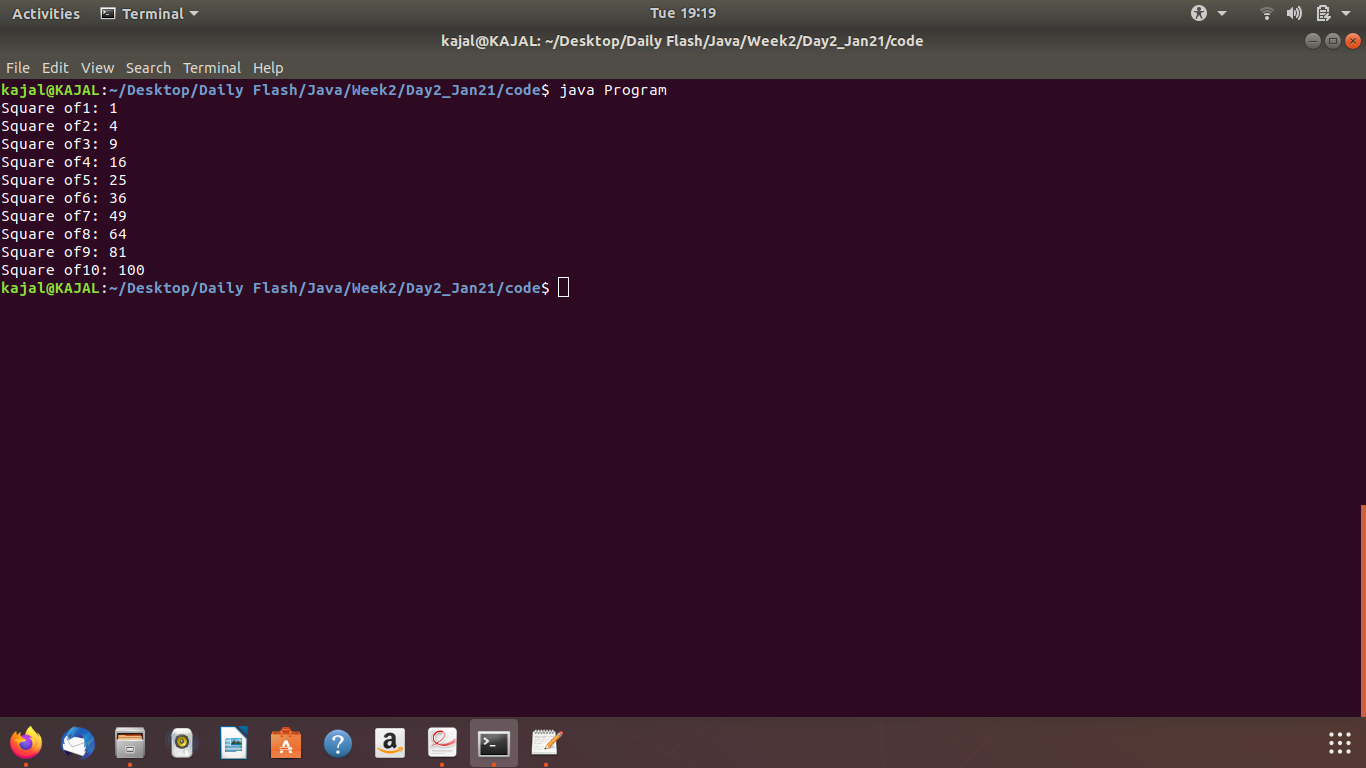 Activities Terminal Tue 19:19
kajal@KAJAL: ~/Desktop/Daily Flash/Java/Week2/Day2_Jan21/code
File Edit View Search Terminal Help
kajal@KAJAL:~/Desktop/Daily Flash/Java/Week2/Day2_Jan21/code$ java Program
Square of1: 1
Square of2: 4
Square of3: 9
Square of4: 16
Square of5: 25
Square of6: 36
Square of7: 49
Square of8: 64
Square of9: 81
Square of10: 100
kajal@KAJAL:~/Desktop/Daily Flash/Java/Week2/Day2_Jan21/code$